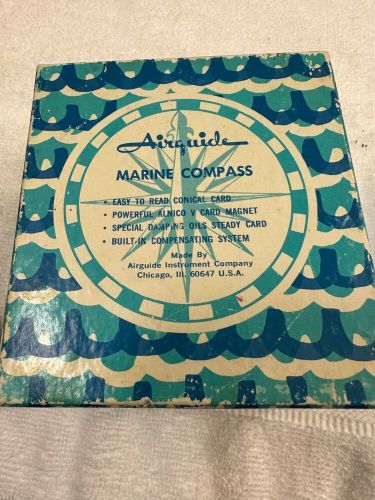 Airguide
MARINE COMPASS
• EASY TO READ CONICAL CARD
• POWERFUL ALNICO V CARD MAGNET
• SPECIAL DAMPING OILS STEADY CARD
• BUILT-IN COMPENSATING SYSTEM
Made By
Airguide Instrument Company
Chicago, Ill. 60647 U.S.A.